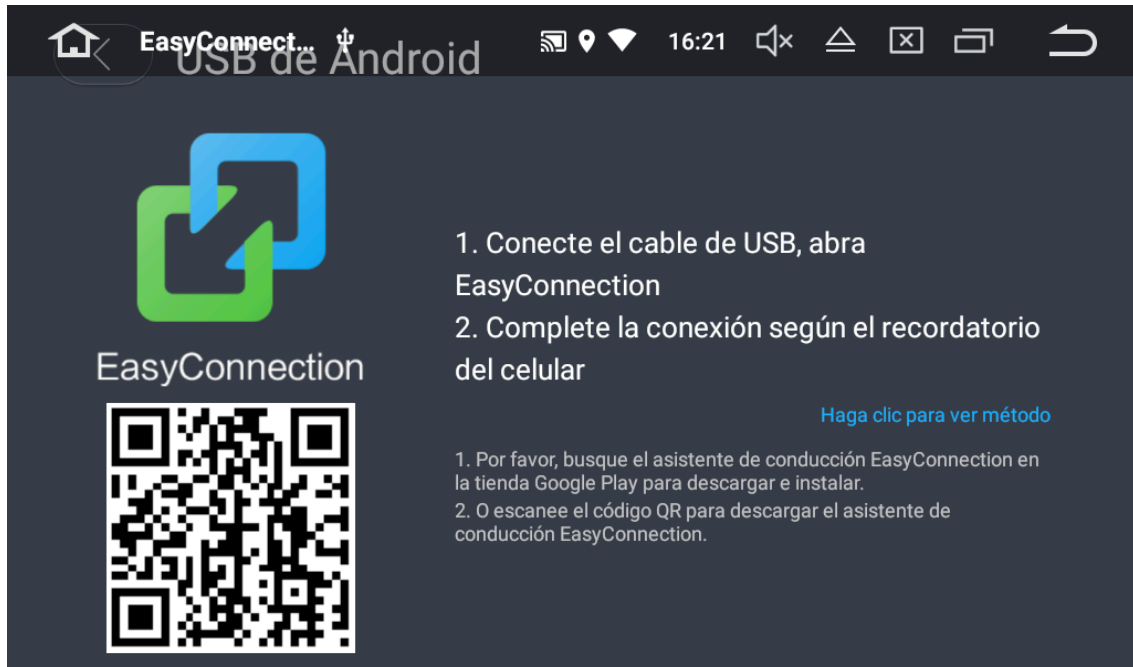 EasyConnect...
16:21
USB de Android
EasyConnection
1. Conecte el cable de USB, abra
EasyConnection
2. Complete la conexión según el recordatorio
del celular
Haga clic para ver método
1. Por favor, busque el asistente de conducción EasyConnection en
la tienda Google Play para descargar e instalar.
2. O escanee el código QR para descargar el asistente de
conducción EasyConnection.